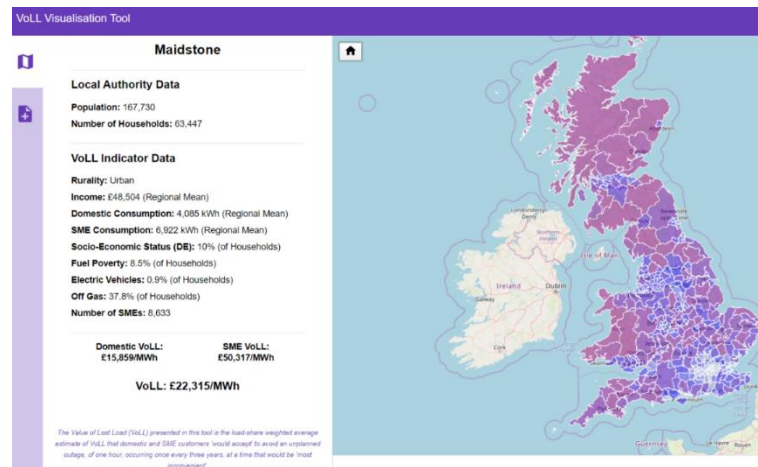 VoLL Visualisation Tool
Maidstone
Local Authority Data
Population: 167,730
Number of Households: 63,447
VoLL Indicator Data
Rurality: Urban
Income: £48,504 (Regional Mean)
Domestic Consumption: 4,085 kWh (Regional Mean)
SME Consumption: 6,922 kWh (Regional Mean)
Socio-Economic Status (DE): 10% (of Households)
Fuel Poverty: 8.5% (of Households)
Electric Vehicles: 0.9% (of Households)
Off Gas: 37.8% (of Households)
Number of SMEs: 8,633
Domestic VoLL: SME VoLL:
£15,859/MWh £50,317/MWh
VoLL: £22,315/MWh
The Value of Lost Load (VoLL) presented in this tool is the load-share weighted average
estimate of VoLL that domestic and SME customers 'would accept' to avoid an unplanned
outage, of one hour, occurring once every three years, at a time that would be 'most
inconvenient'
Aberdeen
Londonderry-
Derry
Isle of Man
Ireland
Dublin
Galway
Cork
Guernsey
Le Havre
Rouen